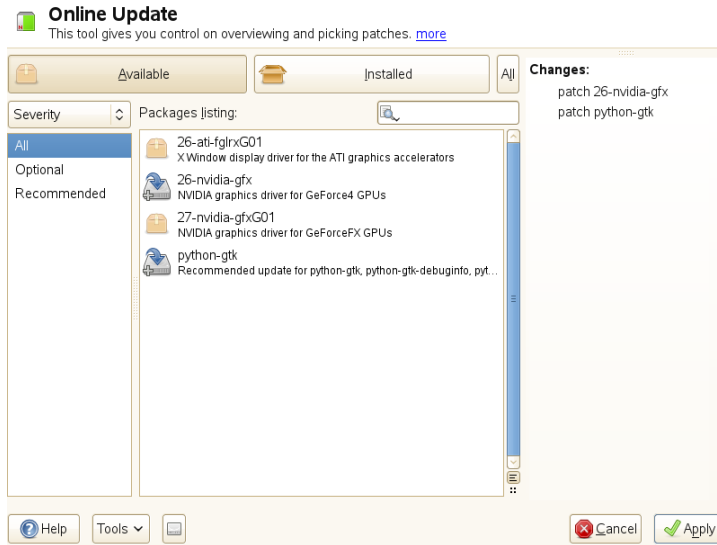 Online Update
This tool gives you control on overviewing and picking patches. more
Available
Installed
All
Changes:
patch 26-nvidia-gfx
patch python-gtk
Severity
Packages listing:
All
Optional
Recommended
26-ati-fglrxG01
X Window display driver for the ATI graphics accelerators
26-nvidia-gfx
NVIDIA graphics driver for GeForce4 GPUs
27-nvidia-gfxG01
NVIDIA graphics driver for GeForceFX GPUs
python-gtk
Recommended update for python-gtk, python-gtk-debuginfo, pyt...
Help
Tools
Cancel
Apply